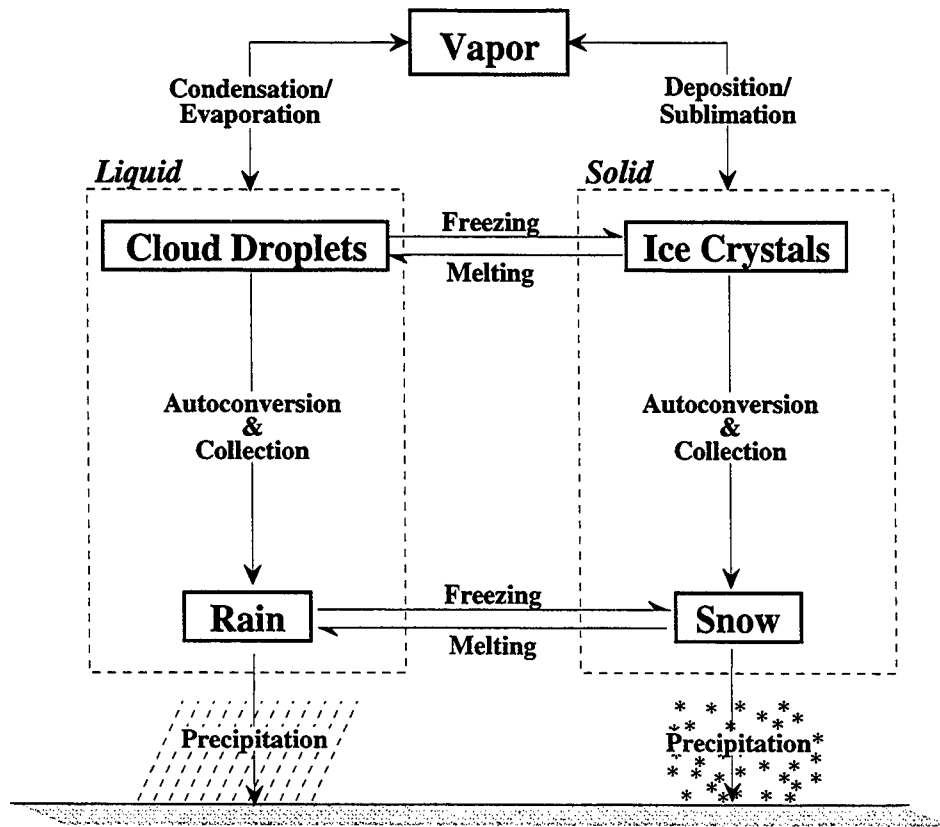 Vapor
Condensation/
Evaporation
Deposition/
Sublimation
Liquid
Solid
Cloud Droplets
Freezing
Melting
Ice Crystals
Autoconversion
&
Collection
Autoconversion
&
Collection
Rain
Freezing
Melting
Snow
Precipitation
Precipitation